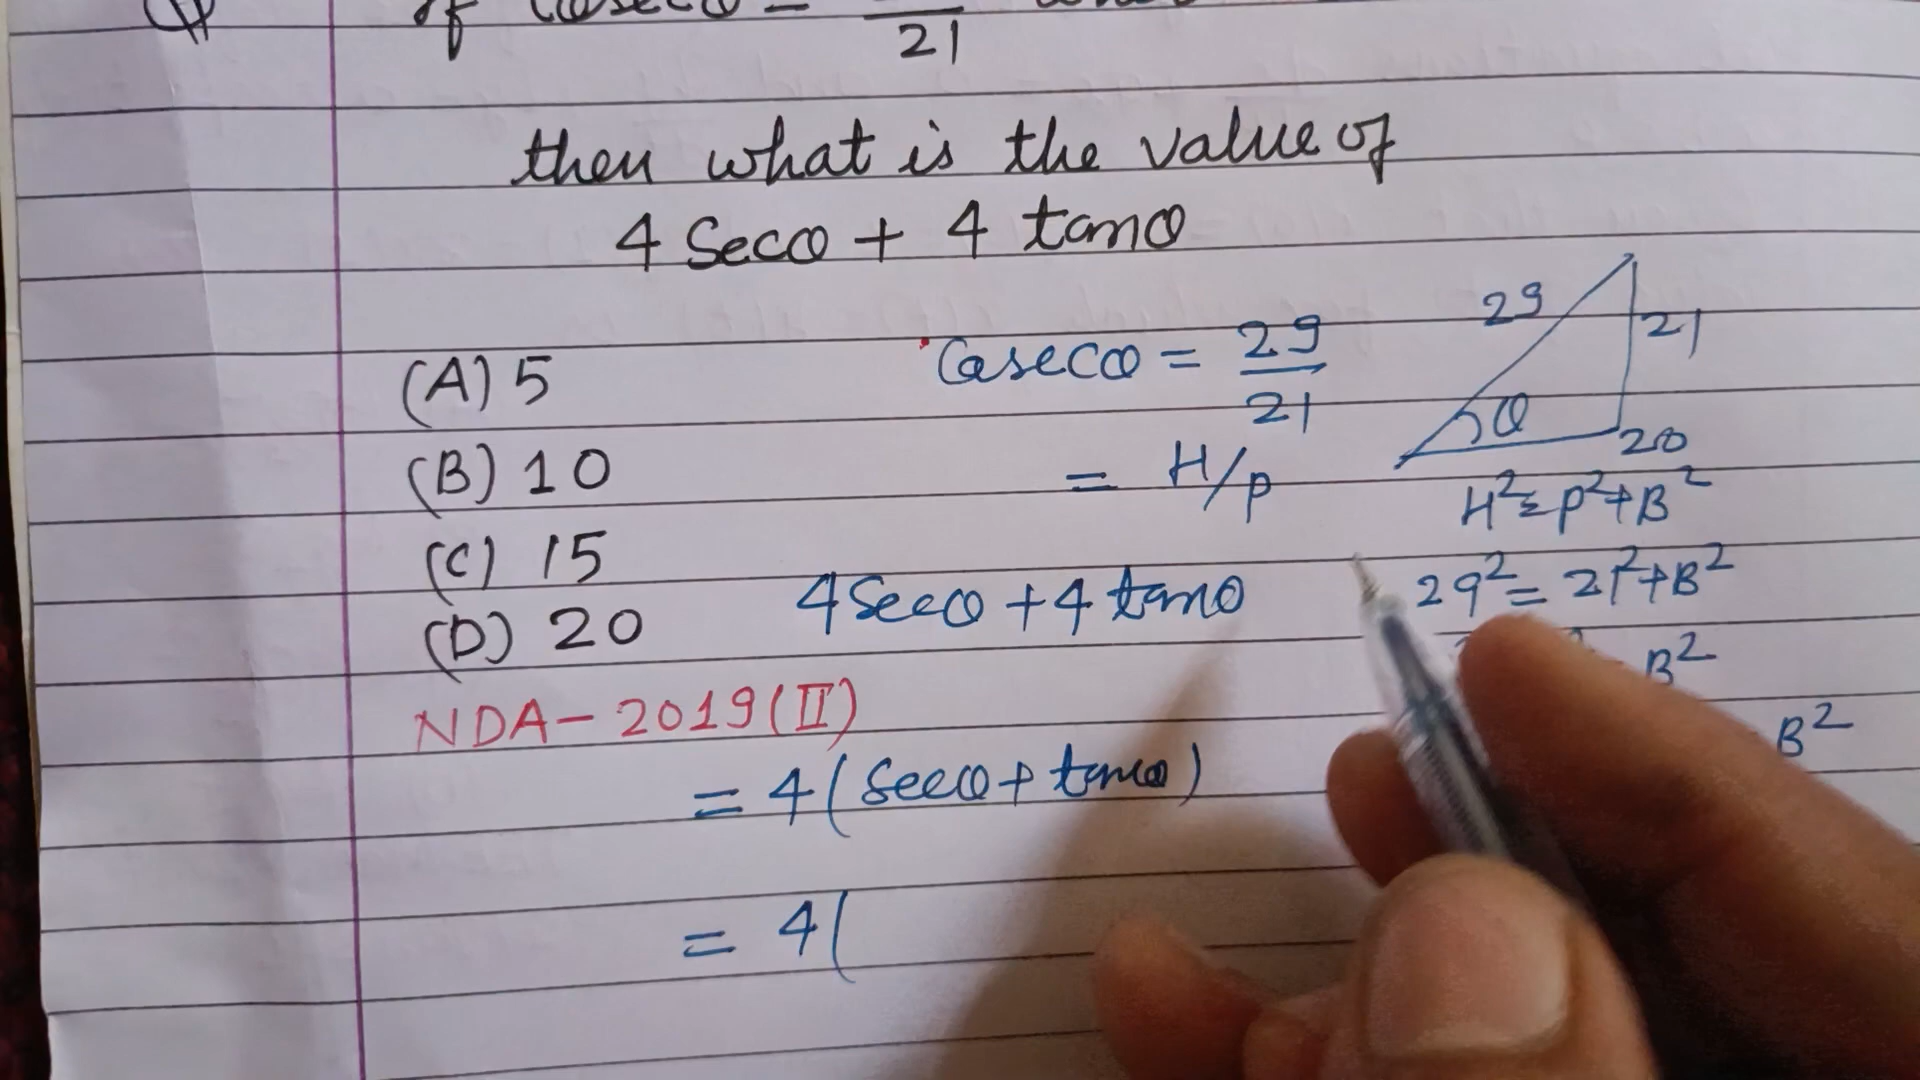 21
then what is the value of
4 Secθ + 4 tanθ
(A) 5
(B) 10
(C) 15
(D) 20
NDA-2019(II)
Cosecθ = 29/21
= H/P
29
21
θ
20
H² = P² + B²
29² = 21² + B²
B²
B²
4 Secθ + 4 tanθ
= 4(Secθ + tanθ)
= 4(